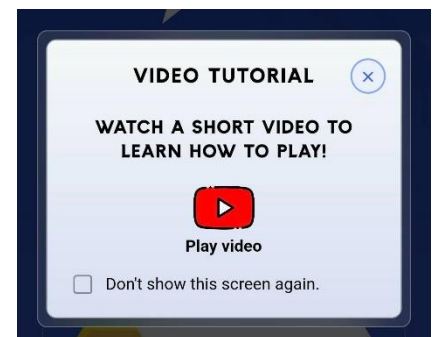 VIDEO TUTORIAL
WATCH A SHORT VIDEO TO
LEARN HOW TO PLAY!
Play video
Don't show this screen again.